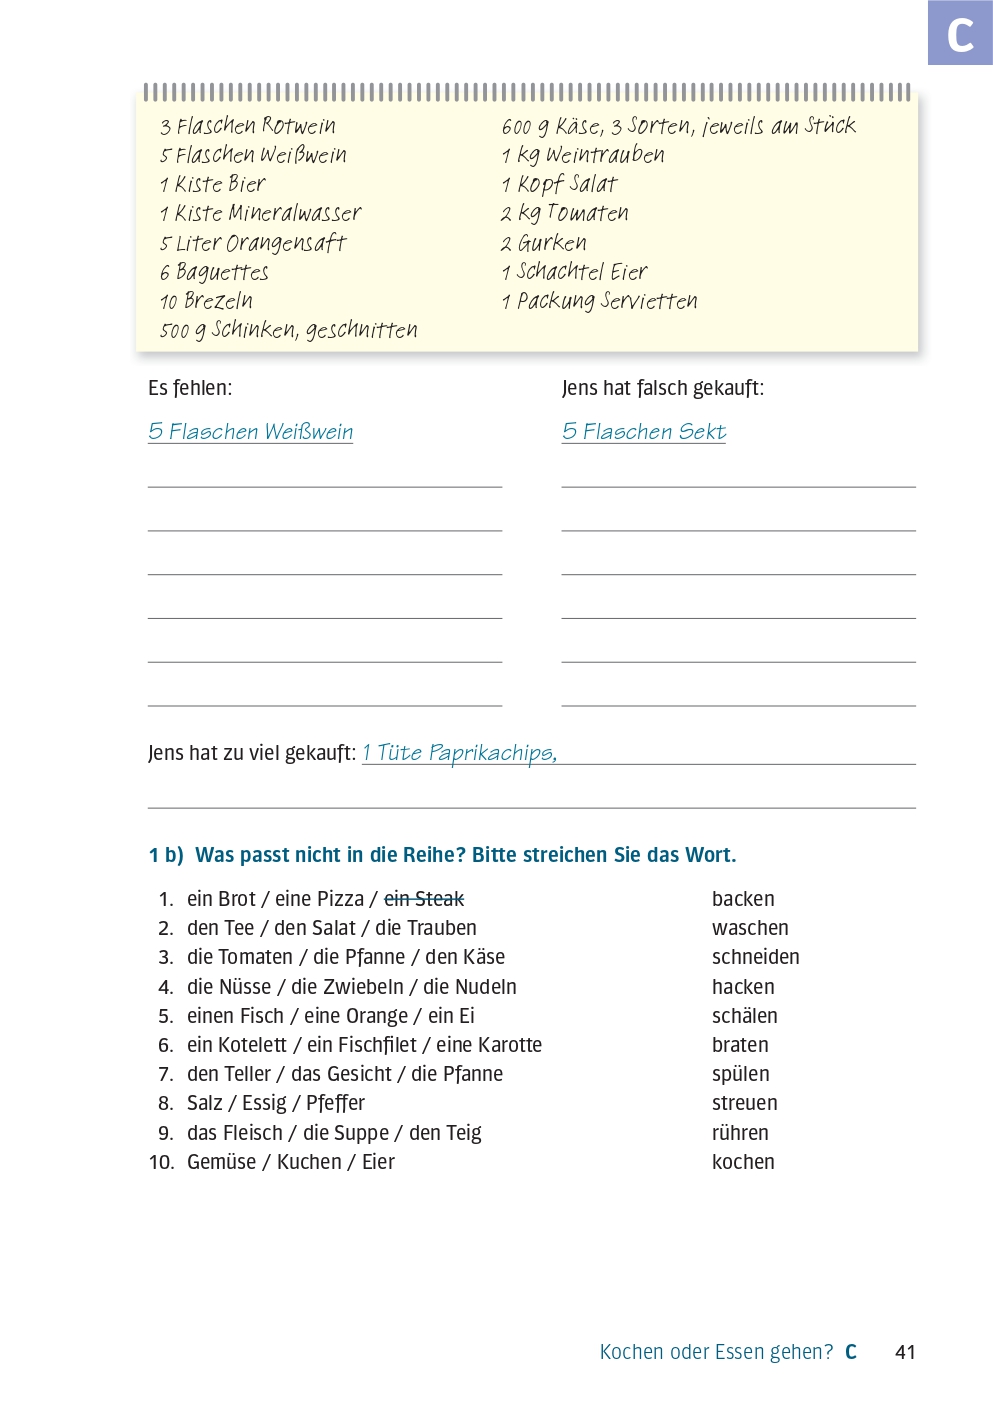 C
3 Flaschen Rotwein
5 Flaschen Weißwein
1 Kiste Bier
1 Kiste Mineralwasser
5 Liter Orangensaft
6 Baguettes
10 Brezeln
500 g Schinken, geschnitten
600 g Käse, 3 Sorten, jeweils am Stück
1 kg Weintrauben
1 Kopf Salat
2 kg Tomaten
2 Gurken
1 Schachtel Eier
1 Packung Servietten
Es fehlen:
5 Flaschen Weißwein
Jens hat falsch gekauft:
5 Flaschen Sekt
Jens hat zu viel gekauft: 1 Tüte Paprikachips,
1 b) Was passt nicht in die Reihe? Bitte streichen Sie das Wort.
1. ein Brot / eine Pizza / ein Steak backen
2. den Tee / den Salat / die Trauben waschen
3. die Tomaten / die Pfanne / den Käse schneiden
4. die Nüsse / die Zwiebeln / die Nudeln hacken
5. einen Fisch / eine Orange / ein Ei schälen
6. ein Kotelett / ein Fischfilet / eine Karotte braten
7. den Teller / das Gesicht / die Pfanne spülen
8. Salz / Essig / Pfeffer streuen
9. das Fleisch / die Suppe / den Teig rühren
10. Gemüse / Kuchen / Eier kochen
Kochen oder Essen gehen? C 41